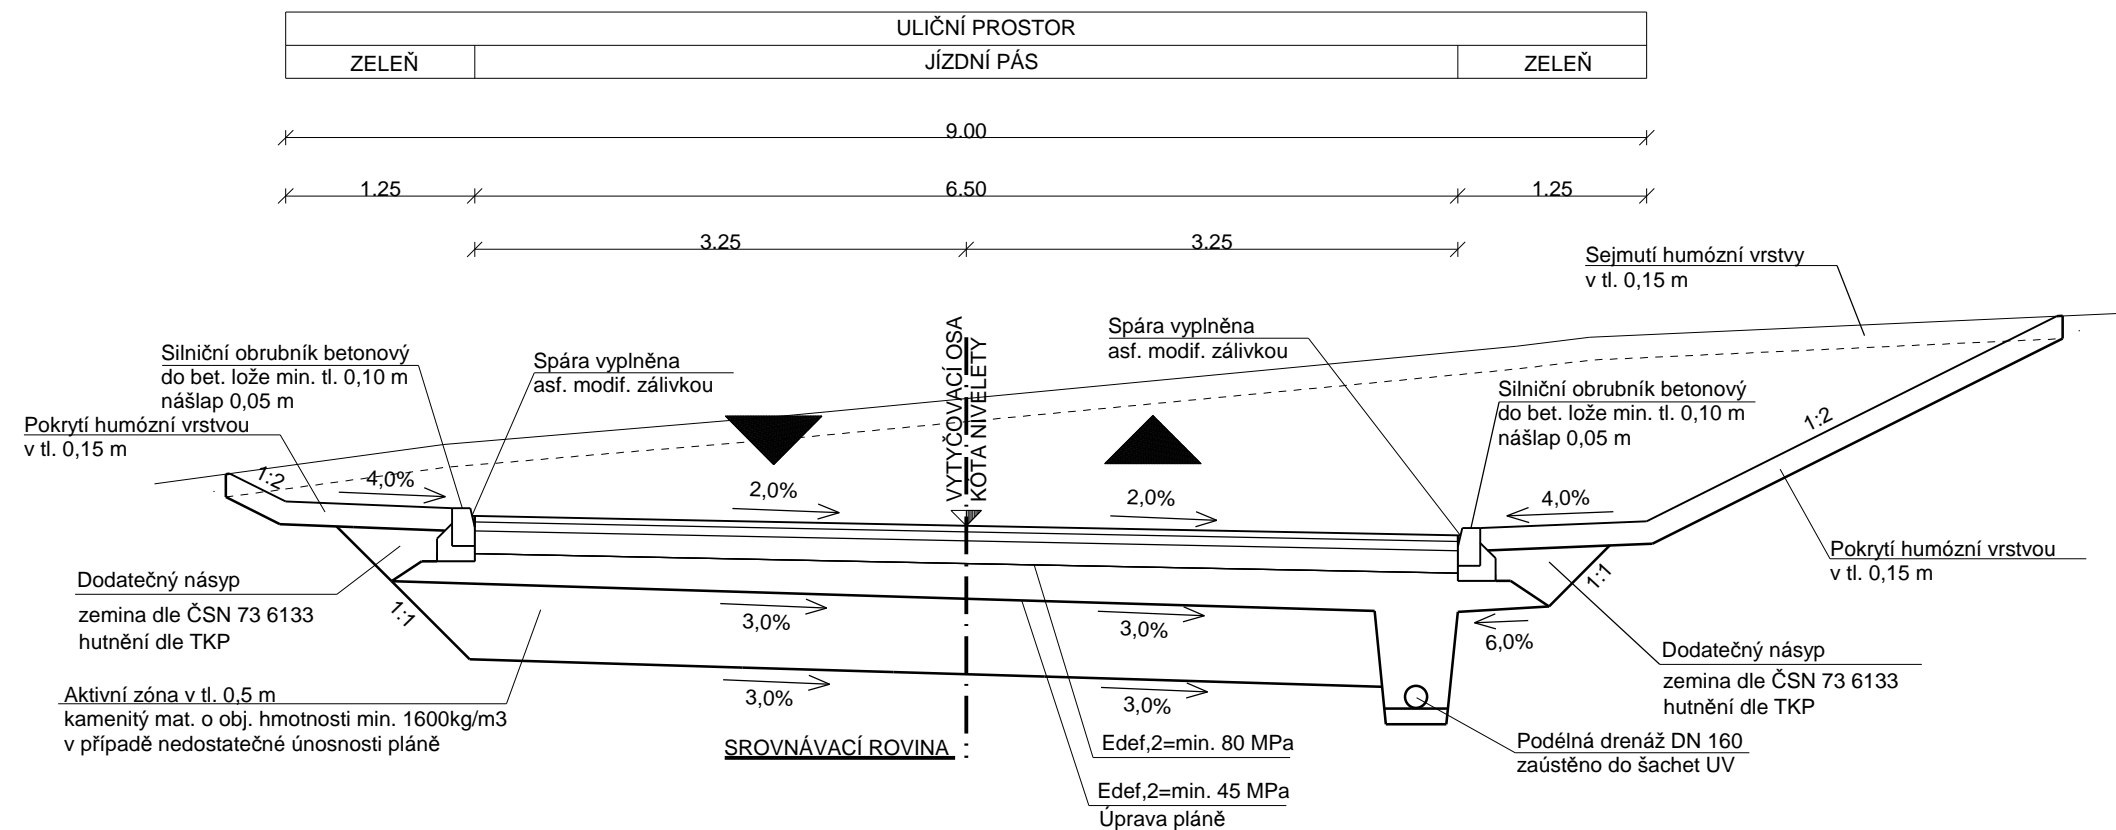 ULIČNÍ PROSTOR
ZELEŇ
JÍZDNÍ PÁS
ZELEŇ
9.00
1.25
6.50
1.25
3.25
3.25
Sejmutí humózní vrstvy
v tl. 0,15 m
Spára vyplněna
asf. modif. zálivkou
Silniční obrubník betonový
do bet. lože min. tl. 0,10 m
nášlap 0,05 m
Spára vyplněna
asf. modif. zálivkou
VYTYČOVACÍ OSA
KÓTA NIVELETY
Silniční obrubník betonový
do bet. lože min. tl. 0,10 m
nášlap 0,05 m
Pokrytí humózní vrstvou
v tl. 0,15 m
1:2
1:2
4,0%
2,0%
2,0%
4,0%
Pokrytí humózní vrstvou
v tl. 0,15 m
Dodatečný násyp
zemina dle ČSN 73 6133
hutnění dle TKP
1:1
1:1
3,0%
3,0%
6,0%
Dodatečný násyp
zemina dle ČSN 73 6133
hutnění dle TKP
Aktivní zóna v tl. 0,5 m
kamenitý mat. o obj. hmotnosti min. 1600kg/m3
v případě nedostatečné únosnosti pláně
3,0%
3,0%
SROVNÁVACÍ ROVINA
Edef,2=min. 80 MPa
Podélná drenáž DN 160
zaústěno do šachet UV
Edef,2=min. 45 MPa
Úprava pláně